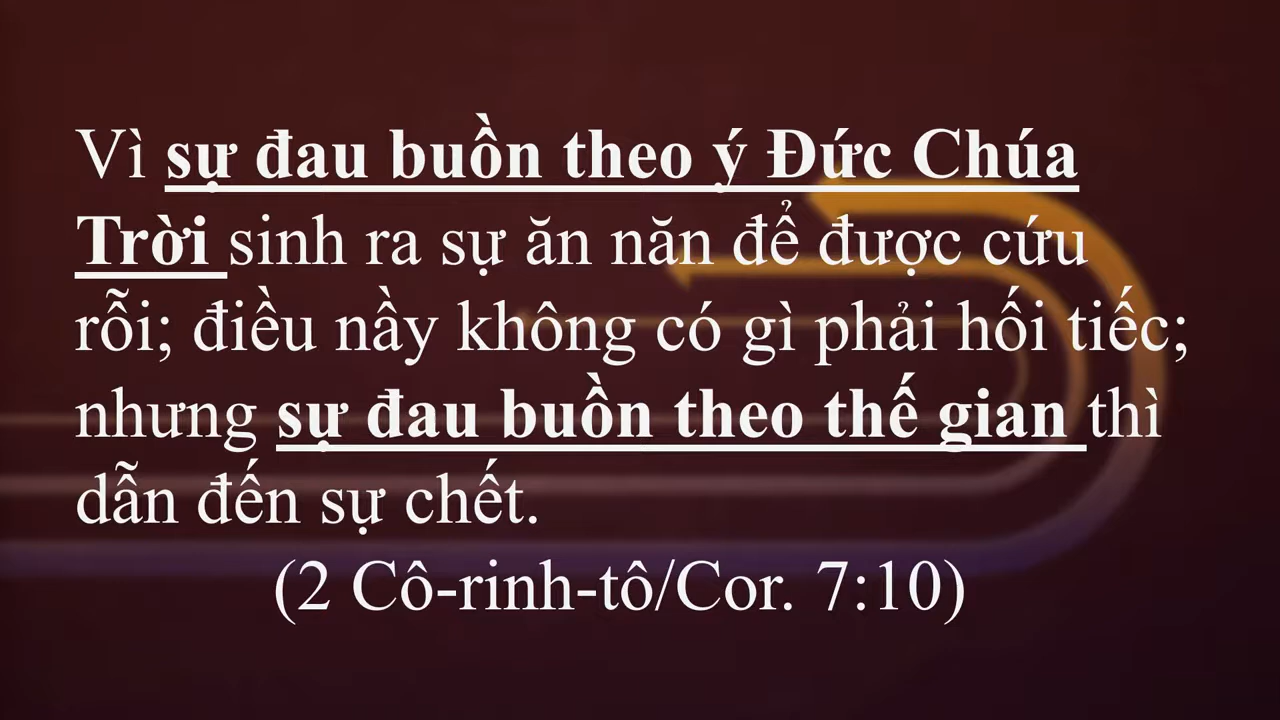 Vì sự đau buồn theo ý Đức Chúa
Trời sinh ra sự ăn năn để được cứu
rỗi; điều nầy không có gì phải hối tiếc;
nhưng sự đau buồn theo thế gian thì
dẫn đến sự chết.
(2 Cô-rinh-tô/Cor. 7:10)